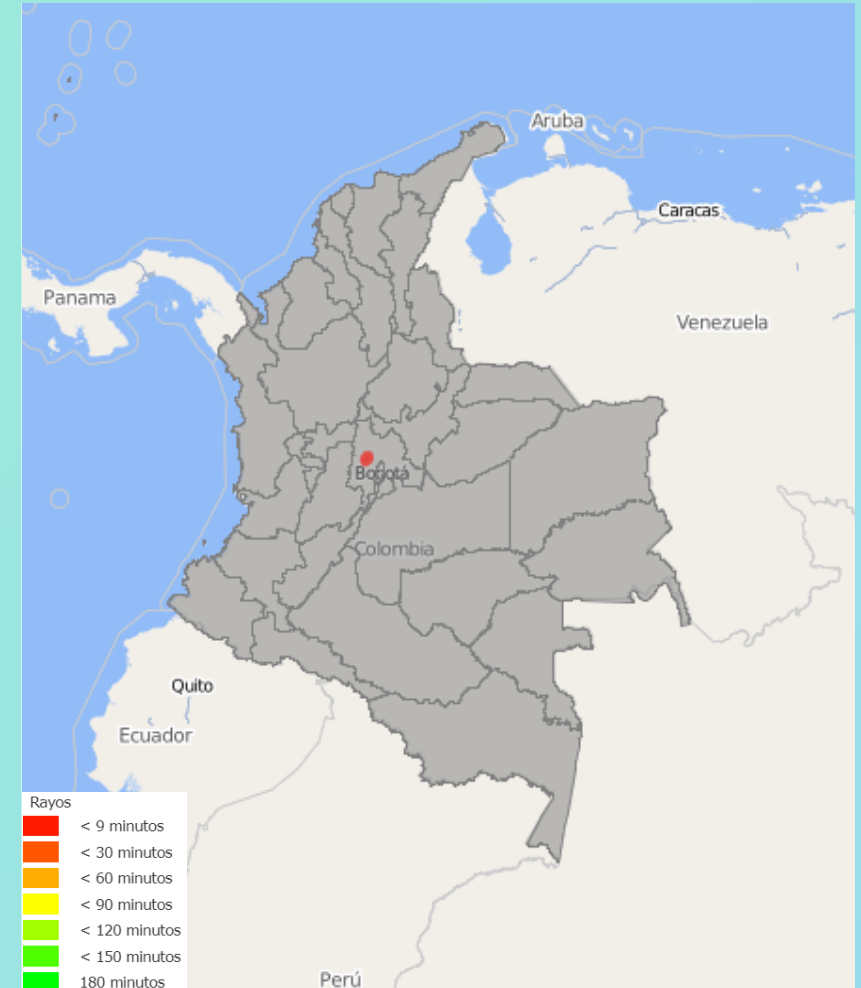 Aruba
Caracas
Panama
Venezuela
Bogotá
Colombia
Quito
Ecuador
Rayos
< 9 minutos
< 30 minutos
< 60 minutos
< 90 minutos
< 120 minutos
< 150 minutos
180 minutos
Perú